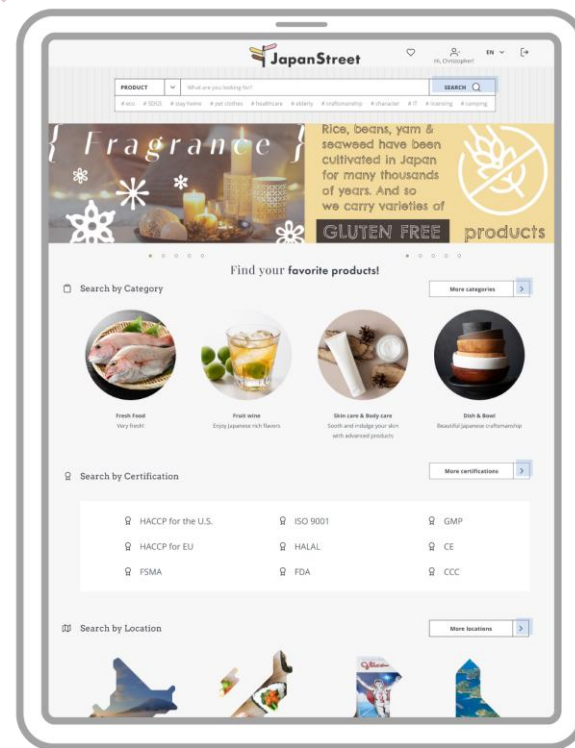 JapanStreet
Hi, Christopher!
EN
PRODUCT
What are you looking for?
SEARCH
# eco # SDGS # stay home # pet clothes # healthcare # elderly # craftsmanship # character # IT # licensing # camping
{ Fragrance }
Rice, beans, yam &
seaweed have been
cultivated in Japan
for many thousands
of years. And so
we carry varieties of
GLUTEN FREE products
Find your favorite products!
Search by Category
More categories
Fresh Food
Very fresh!
Fruit wine
Enjoy Japanese rich flavors
Skin care & Body care
Sooth and indulge your skin
with advanced products
Dish & Bowl
Beautiful Japanese craftsmanship
Search by Certification
More certifications
HACCP for the U.S.
ISO 9001
GMP
HACCP for EU
HALAL
CE
FSMA
FDA
CCC
Search by Location
More locations
Glico